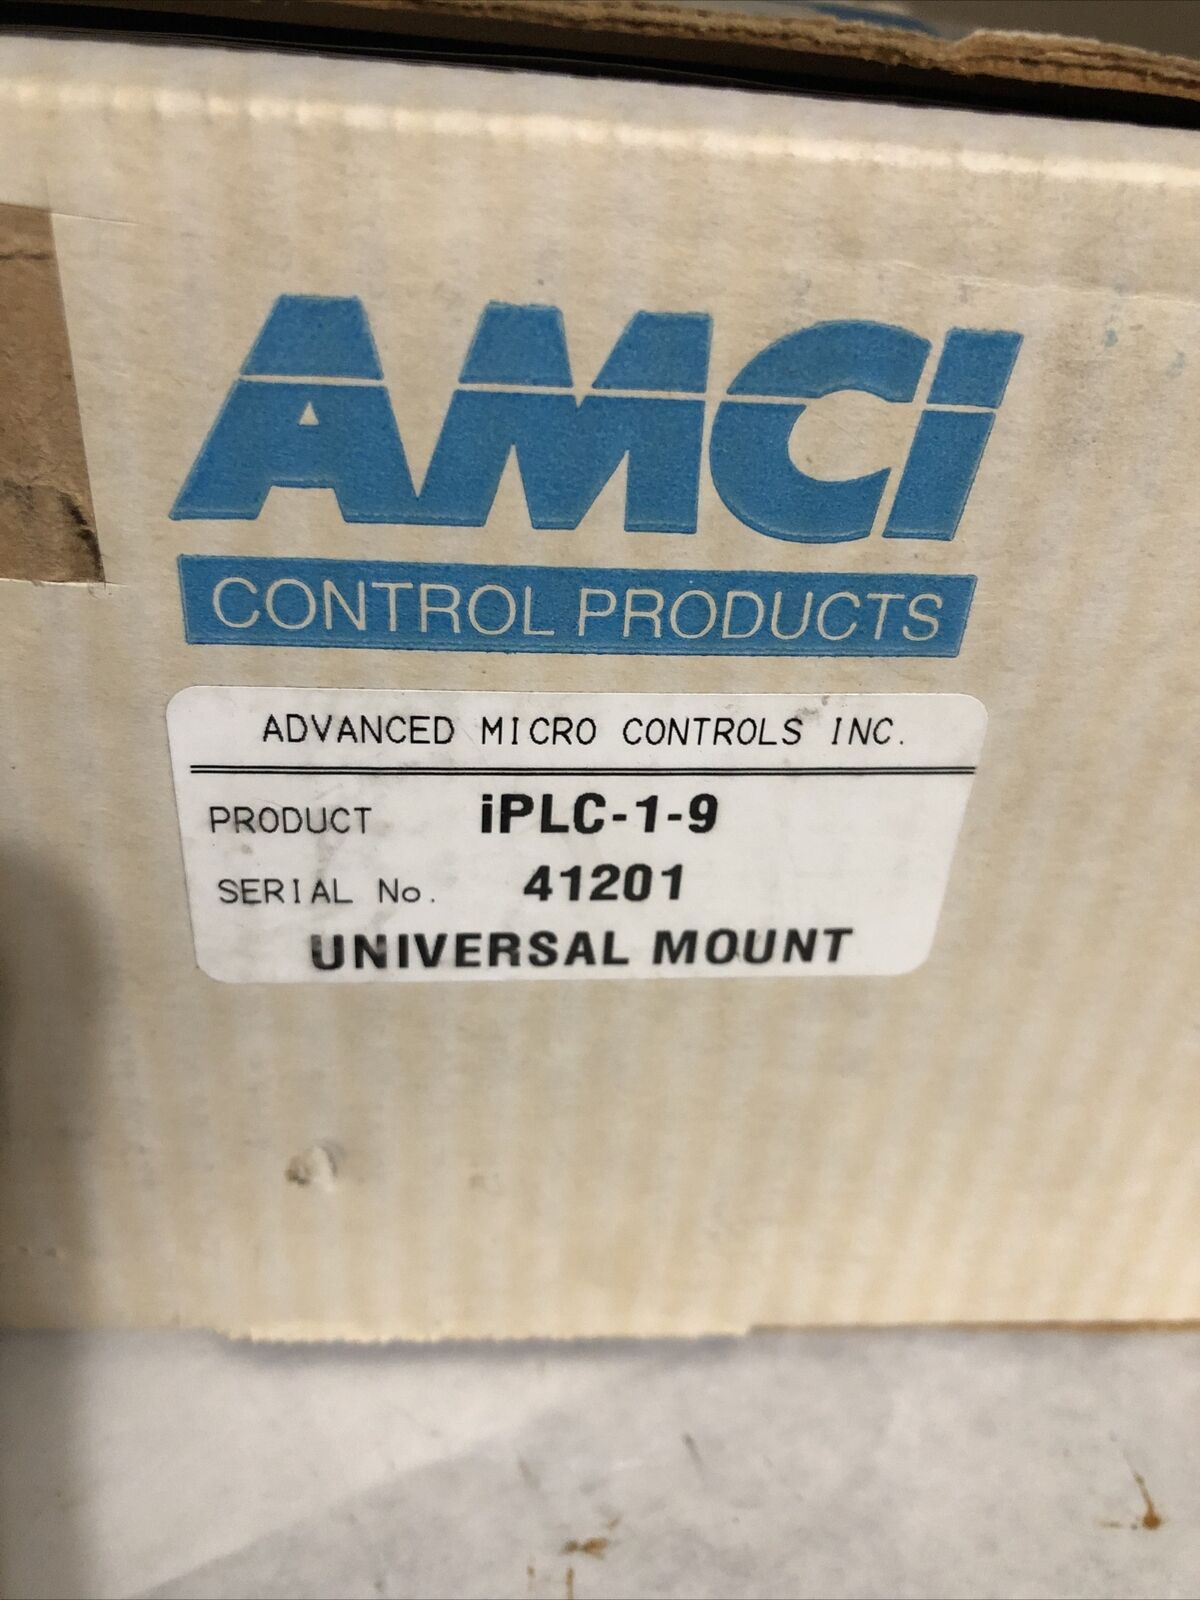 AMCI
CONTROL PRODUCTS
ADVANCED MICRO CONTROLS INC.
PRODUCT iPLC-1-9
SERIAL No. 41201
UNIVERSAL MOUNT